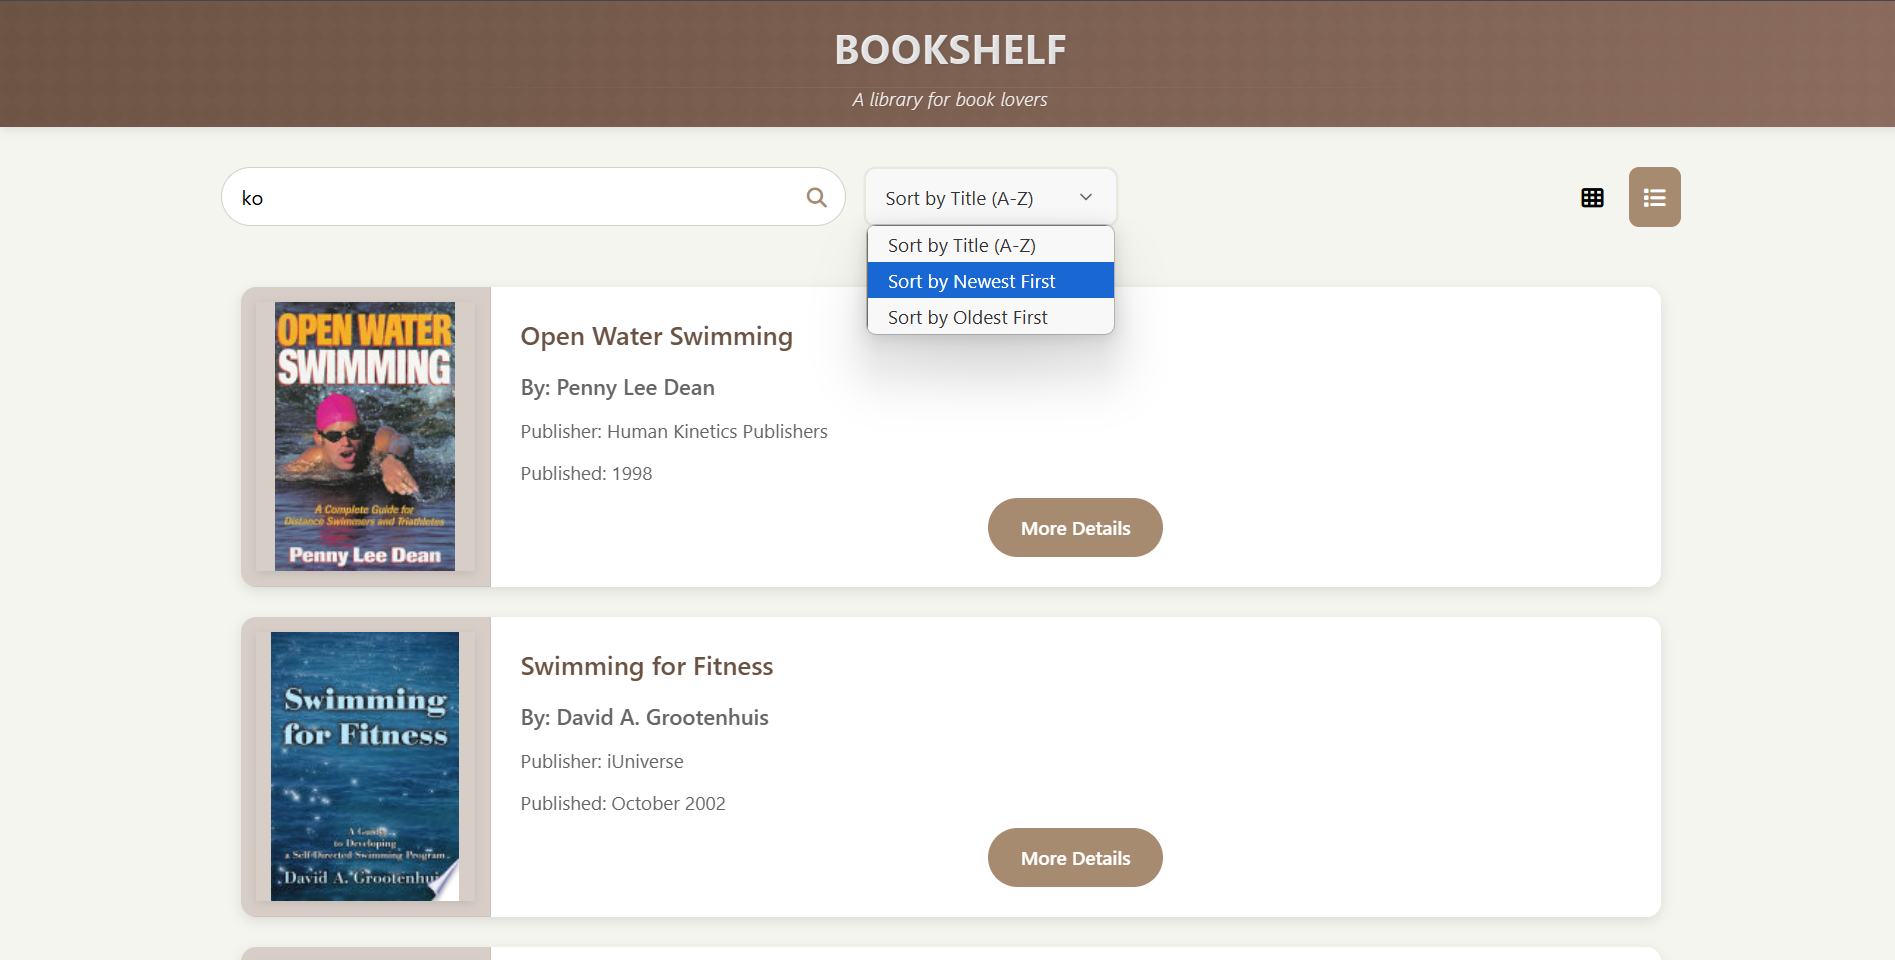 BOOKSHELF
A library for book lovers
ko
Sort by Title (A-Z)
Sort by Title (A-Z)
Sort by Newest First
Sort by Oldest First
OPEN WATER
SWIMMING
A Complete Guide for
Distance Swimmers and Triathletes
Penny Lee Dean
Open Water Swimming
By: Penny Lee Dean
Publisher: Human Kinetics Publishers
Published: 1998
More Details
Swimming
for Fitness
A Guide
to Developing
a Self-Directed Swimming Program
David A. Grootenhui
Swimming for Fitness
By: David A. Grootenhuis
Publisher: iUniverse
Published: October 2002
More Details